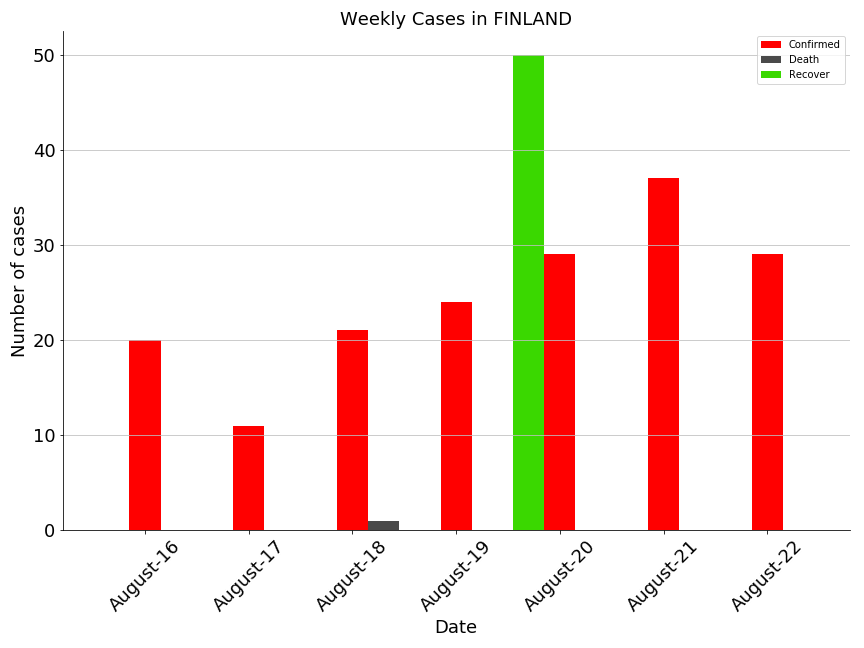 Weekly Cases in FINLAND
Confirmed
Death
Recover
Number of cases
50
40
30
20
10
0
August-16
August-17
August-18
August-19
August-20
August-21
August-22
Date